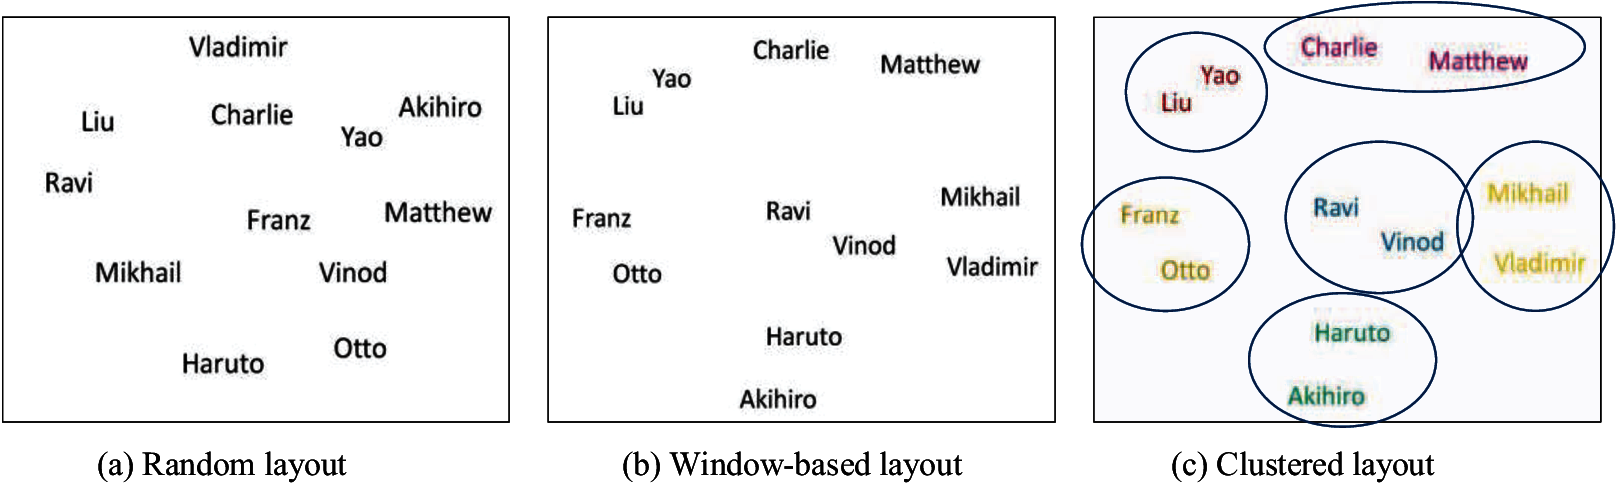 Vladimir
Akihiro
Charlie
Liu
Yao
Ravi
Matthew
Franz
Mikhail
Vinod
Otto
Haruto
(a) Random layout
Charlie
Matthew
Yao
Liu
Mikhail
Ravi
Franz
Vinod
Vladimir
Otto
Haruto
Akihiro
(b) Window-based layout
Charlie
Matthew
Yao
Liu
Mikhail
Ravi
Franz
Vinod
Vladimir
Otto
Haruto
Akihiro
(c) Clustered layout